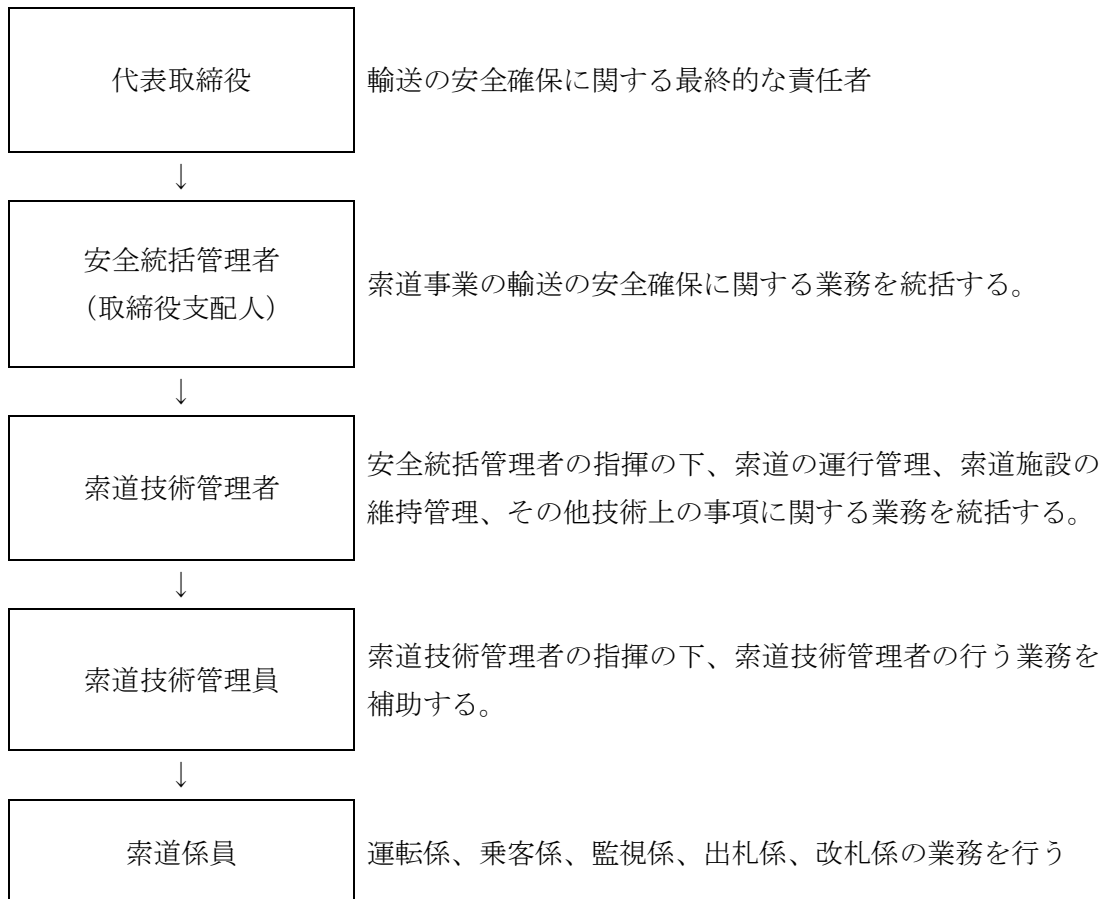 代表取締役
輸送の安全確保に関する最終的な責任者
↓
安全統括管理者
（取締役支配人）
索道事業の輸送の安全確保に関する業務を統括する。
↓
索道技術管理者
安全統括管理者の指揮の下、索道の運行管理、索道施設の
維持管理、その他技術上の事項に関する業務を統括する。
↓
索道技術管理員
索道技術管理者の指揮の下、索道技術管理者の行う業務を
補助する。
↓
索道係員
運転係、乗客係、監視係、出札係、改札係の業務を行う